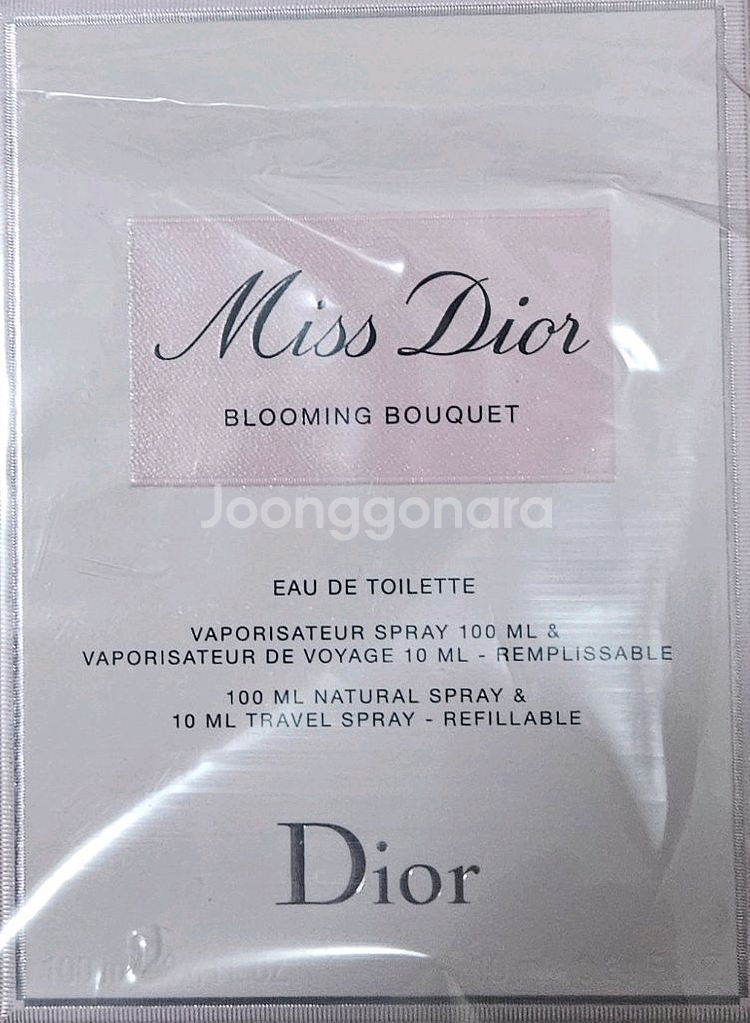 Miss Dior
BLOOMING BOUQUET
Joonggonara
EAU DE TOILETTE
VAPORISATEUR SPRAY 100 ML &
VAPORISATEUR DE VOYAGE 10 ML - REMPLISSABLE
100 ML NATURAL SPRAY &
10 ML TRAVEL SPRAY - REFILLABLE
Dior